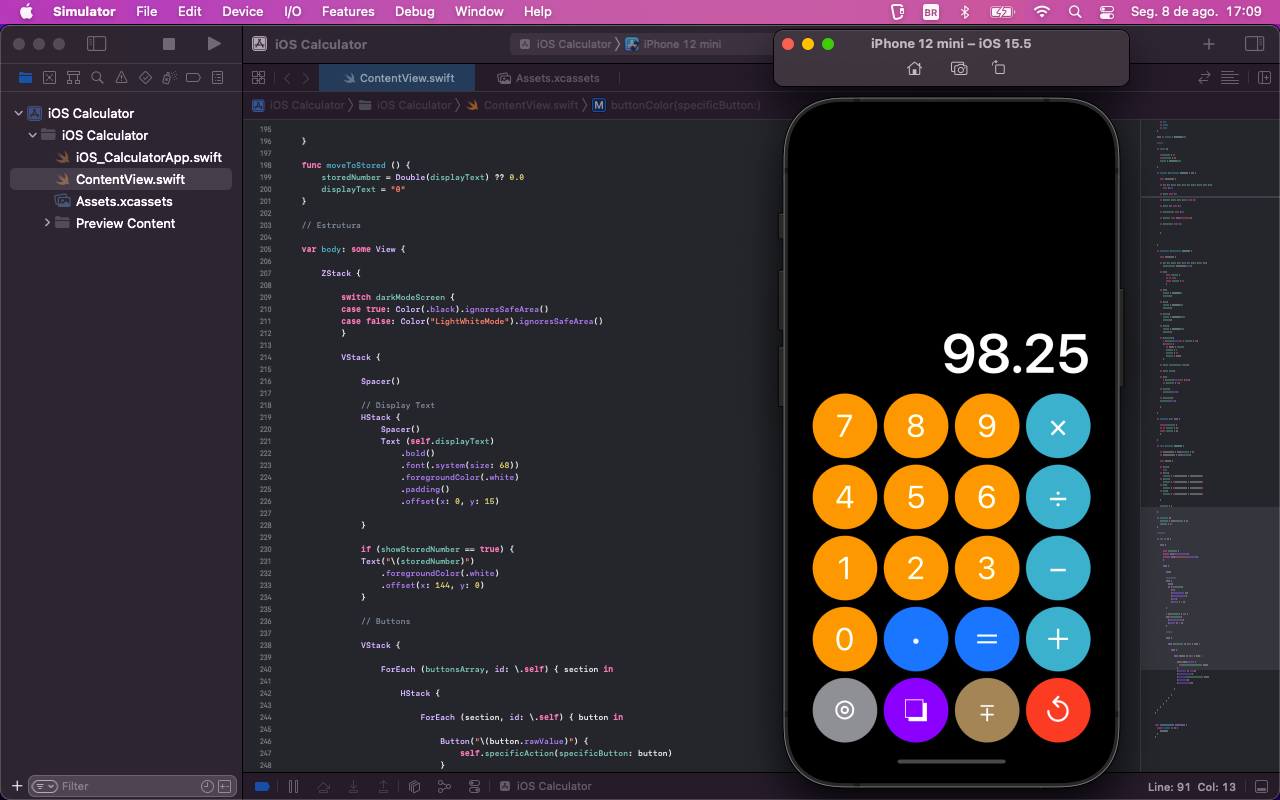 Simulator File Edit Device I/O Features Debug Window Help BR Seg. 8 de ago. 17:09
iOS Calculator
iOS Calculator
iPhone 12 mini
iPhone 12 mini – iOS 15.5
ContentView.swift
Assets.xcassets
iOS Calculator
iOS Calculator
ContentView.swift
M
buttonColor(specificButton:)
iOS Calculator
iOS Calculator
iOS_CalculatorApp.swift
ContentView.swift
Assets.xcassets
Preview Content
195
196 }
197
198 func moveToStored () {
199 storedNumber = Double(displayText) ?? 0.0
200 displayText = "0"
201 }
202
203 // Estrutura
204
205 var body: some View {
206
207 ZStack {
208
209 switch darkModeScreen {
210 case true: Color(.black).ignoresSafeArea()
211 case false: Color("LightWhiteMode").ignoresSafeArea()
212 }
213
214 VStack {
215
216 Spacer()
217
218 // Display Text
219 HStack {
220 Spacer()
221 Text (self.displayText)
222 .bold()
223 .font(.system(size: 68))
224 .foregroundColor(.white)
225 .padding()
226 .offset(x: 0, y: 15)
227
228 }
229
230 if (showStoredNumber == true) {
231 Text("\(storedNumber)")
232 .foregroundColor(.white)
233 .offset(x: 144, y: 0)
234 }
235
236 // Buttons
237
238 VStack {
239
240 ForEach (buttonsArray, id: \.self) { section in
241
242 HStack {
243
244 ForEach (section, id: \.self) { button in
245
246 Button("\(button.rawValue)") {
247 self.specificAction(specificButton: button)
248 }
98.25
7 8 9 ×
4 5 6 ÷
1 2 3 −
0 . = +
∓
Filter
iOS Calculator
Line: 91 Col: 13